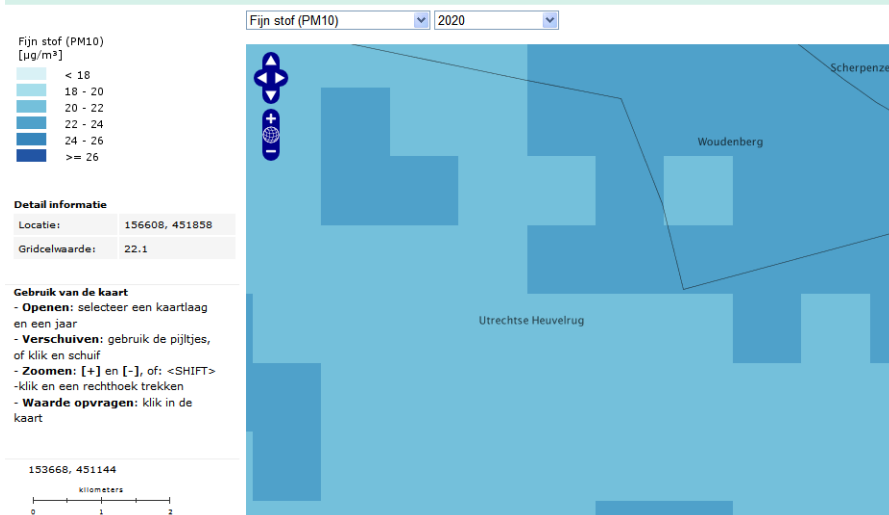 Fijn stof (PM10) 2020
Fijn stof (PM10)
[µg/m³]
< 18
18 - 20
20 - 22
22 - 24
24 - 26
>= 26
Scherpenze
Woudenberg
Utrechtse Heuvelrug
Detail informatie
Locatie: 156608, 451858
Gridcelwaarde: 22.1
Gebruik van de kaart
- Openen: selecteer een kaartlaag
en een jaar
- Verschuiven: gebruik de pijltjes,
of klik en schuif
- Zoomen: [+] en [-], of: <SHIFT>
-klik en een rechthoek trekken
- Waarde opvragen: klik in de
kaart
153668, 451144
kilometers
0 1 2